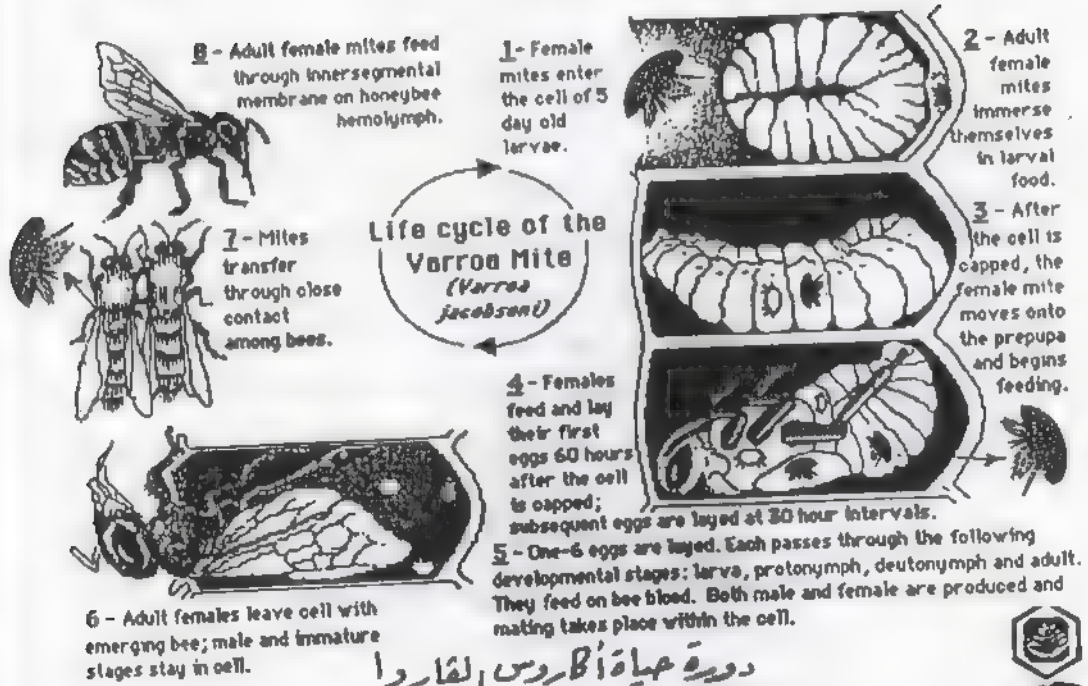 Life cycle of the
Varroa Mite
(Varroa
jacobsoni)
1 - Female
mites enter
the cell of 5
day old
larvae.
2 - Adult
female
mites
immerse
themselves
in larval
food.
3 - After
the cell is
capped, the
female mite
moves onto
the prepupa
and begins
feeding.
4 - Females
feed and lay
their first
eggs 60 hours
after the cell
is capped;
subsequent eggs are layed at 30 hour intervals.
5 - One-6 eggs are layed. Each passes through the following
developmental stages: larva, protonymph, deutonymph and adult.
They feed on bee blood. Both male and female are produced and
mating takes place within the cell.
6 - Adult females leave cell with
emerging bee; male and immature
stages stay in cell.
7 - Mites
transfer
through close
contact
among bees.
8 - Adult female mites feed
through innersegmental
membrane on honeybee
hemolymph.
دورة حياة أكاروس القاروا